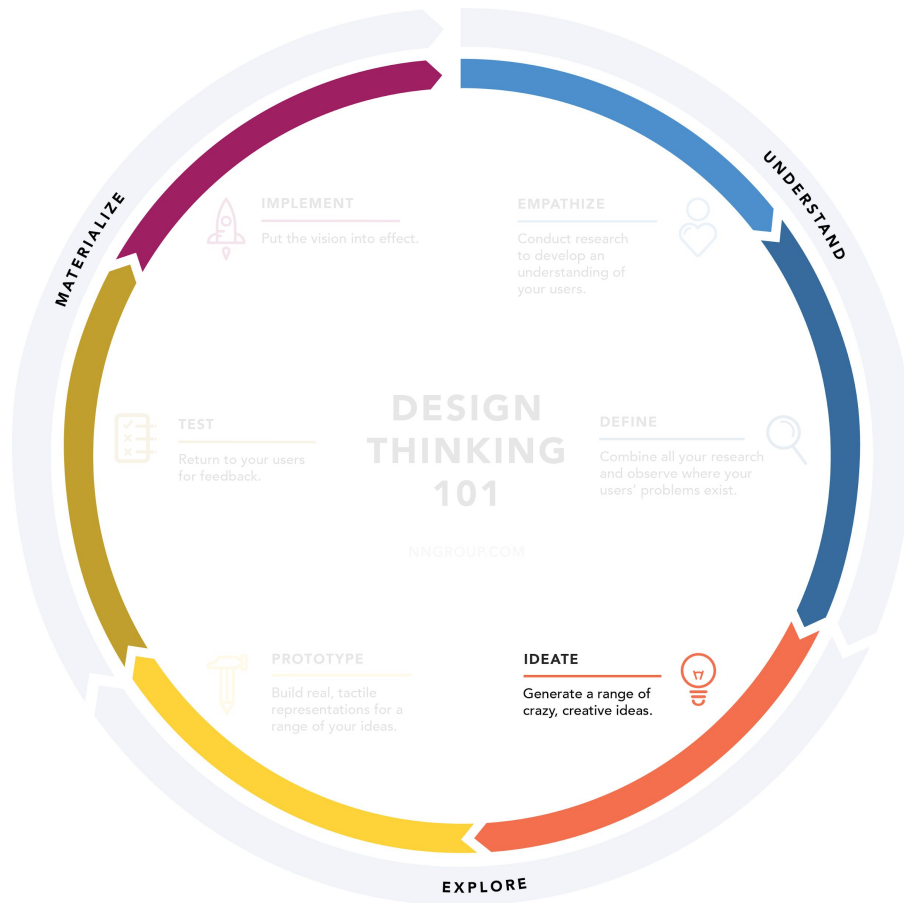 UNDERSTAND
MATERIALIZE
IMPLEMENT
Put the vision into effect.
EMPATHIZE
Conduct research
to develop an
understanding of
your users.
DESIGN
THINKING
101
NNGROUP.COM
TEST
Return to your users
for feedback.
DEFINE
Combine all your research
and observe where your
users' problems exist.
PROTOTYPE
Build real, tactile
representations for a
range of your ideas.
IDEATE
Generate a range of
crazy, creative ideas.
EXPLORE